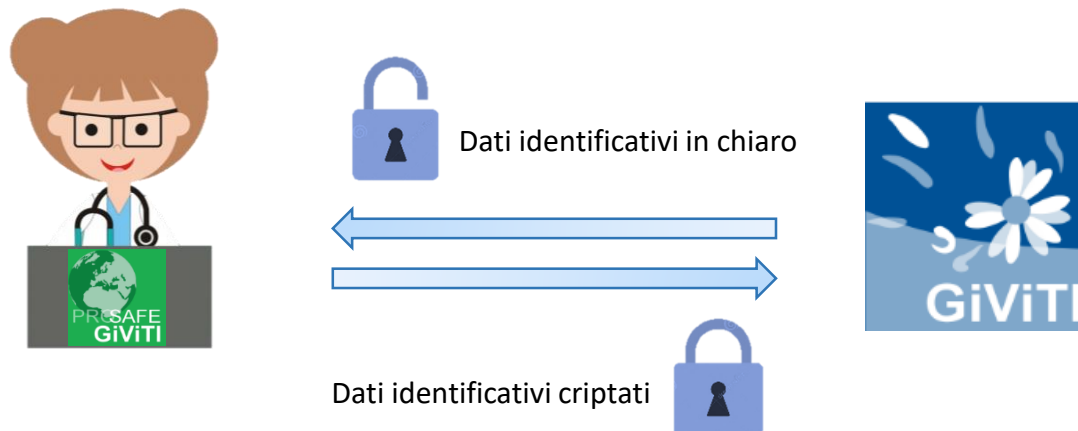 Dati identificativi in chiaro
PROSAFE
GiViTI
GiViTI
Dati identificativi criptati